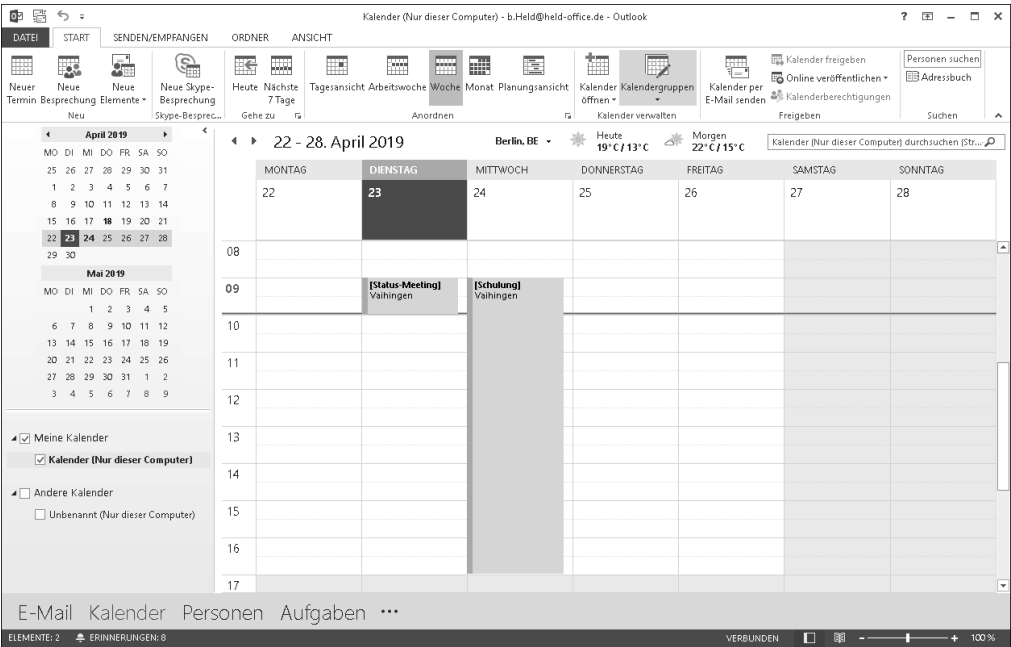 Kalender (Nur dieser Computer) - b.Held@held-office.de - Outlook
DATEI START SENDEN/EMPFANGEN ORDNER ANSICHT
Neuer Termin
Neue Besprechung
Neue Elemente
Neu
Neue Skype-Besprechung
Skype-Besprec...
Heute
Nächste 7 Tage
Gehe zu
Tagesansicht Arbeitswoche Woche Monat Planungsansicht
Anordnen
Kalender öffnen
Kalendergruppen
Kalender verwalten
Kalender per E-Mail senden
Kalender freigeben
Online veröffentlichen
Kalenderberechtigungen
Freigeben
Personen suchen
Adressbuch
Suchen
April 2019
MO DI MI DO FR SA SO
25 26 27 28 29 30 31
1 2 3 4 5 6 7
8 9 10 11 12 13 14
15 16 17 18 19 20 21
22 23 24 25 26 27 28
29 30
Mai 2019
MO DI MI DO FR SA SO
1 2 3 4 5
6 7 8 9 10 11 12
13 14 15 16 17 18 19
20 21 22 23 24 25 26
27 28 29 30 31 1 2
3 4 5 6 7 8 9
Meine Kalender
Kalender (Nur dieser Computer)
Andere Kalender
Unbenannt (Nur dieser Computer)
22 - 28. April 2019
Berlin, BE
Heute
19°C/13°C
Morgen
22°C/15°C
Kalender (Nur dieser Computer) durchsuchen (Str...
MONTAG DIENSTAG MITTWOCH DONNERSTAG FREITAG SAMSTAG SONNTAG
22 23 24 25 26 27 28
08
09
[Status-Meeting]
Vaihingen
[Schulung]
Vaihingen
10
11
12
13
14
15
16
17
E-Mail Kalender Personen Aufgaben •••
ELEMENTE: 2 ERINNERUNGEN: 8 VERBUNDEN 100 %